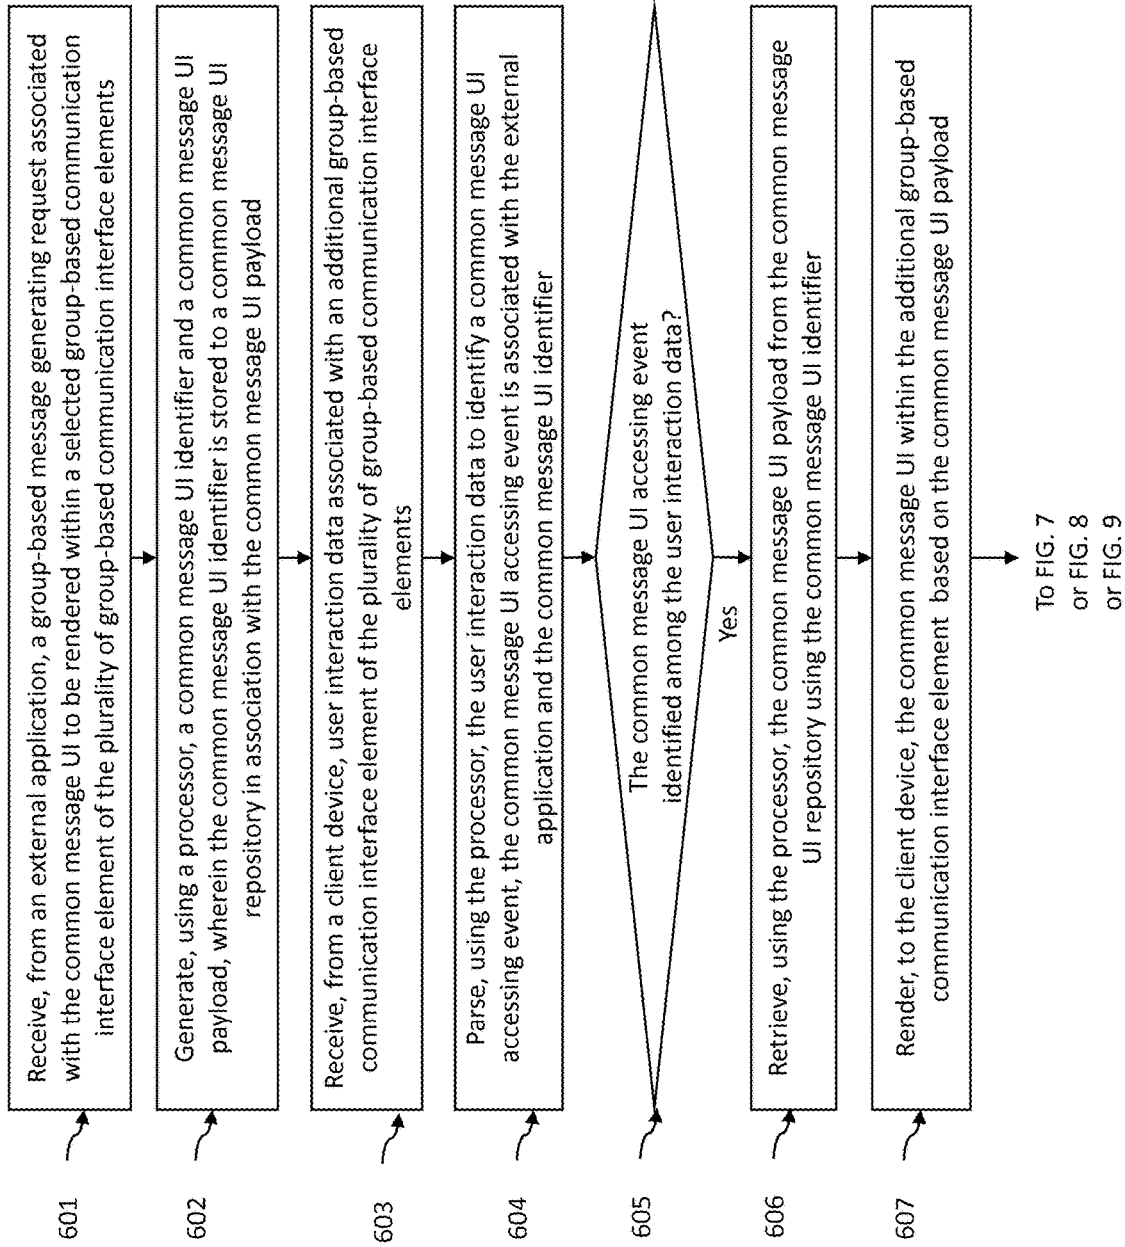 601
Receive, from an external application, a group-based message generating request associated
with the common message UI to be rendered within a selected group-based communication
interface element of the plurality of group-based communication interface elements
602
Generate, using a processor, a common message UI identifier and a common message UI
payload, wherein the common message UI identifier is stored to a common message UI
repository in association with the common message UI payload
603
Receive, from a client device, user interaction data associated with an additional group-based
communication interface element of the plurality of group-based communication interface
elements
604
Parse, using the processor, the user interaction data to identify a common message UI
accessing event, the common message UI accessing event is associated with the external
application and the common message UI identifier
605
The common message UI accessing event
identified among the user interaction data?
Yes
606
Retrieve, using the processor, the common message UI payload from the common message
UI repository using the common message UI identifier
607
Render, to the client device, the common message UI within the additional group-based
communication interface element based on the common message UI payload
To FIG. 7
or FIG. 8
or FIG. 9